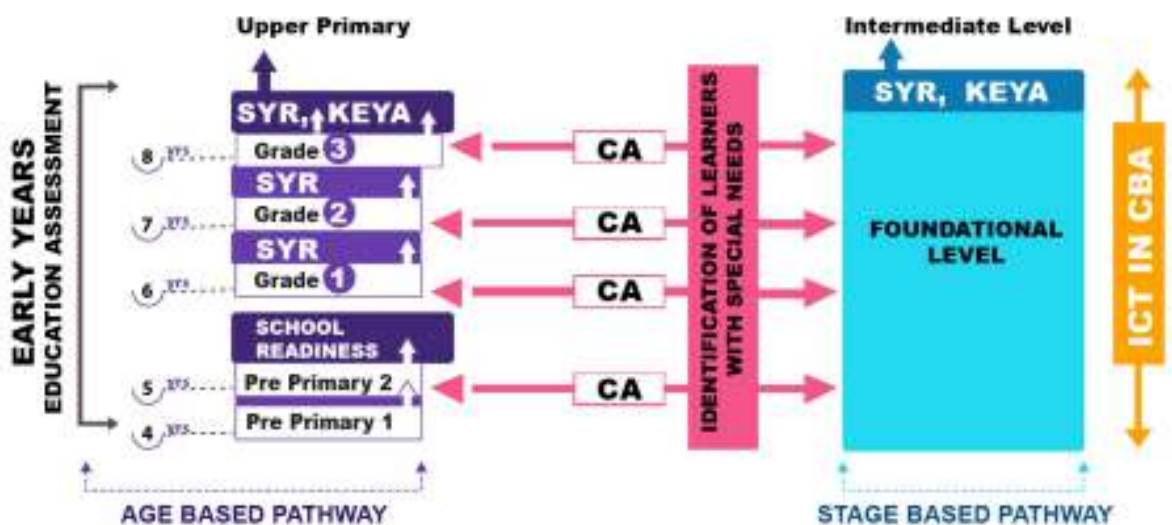 Upper Primary
Intermediate Level
EARLY YEARS
EDUCATION ASSESSMENT
SYR, KEYA
8 yrs
Grade 3
CA
SYR
7 yrs
Grade 2
CA
SYR
6 yrs
Grade 1
CA
SCHOOL
READINESS
5 yrs
Pre Primary 2
CA
4 yrs
Pre Primary 1
IDENTIFICATION OF LEARNERS
WITH SPECIAL NEEDS
SYR, KEYA
FOUNDATIONAL
LEVEL
ICT IN CBA
AGE BASED PATHWAY
STAGE BASED PATHWAY